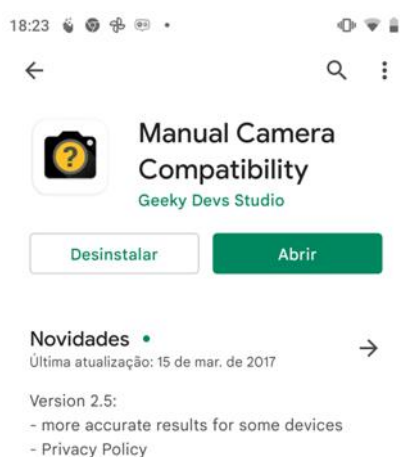 18:23
?
Manual Camera
Compatibility
Geeky Devs Studio
Desinstalar
Abrir
Novidades •
Última atualização: 15 de mar. de 2017
Version 2.5:
- more accurate results for some devices
- Privacy Policy